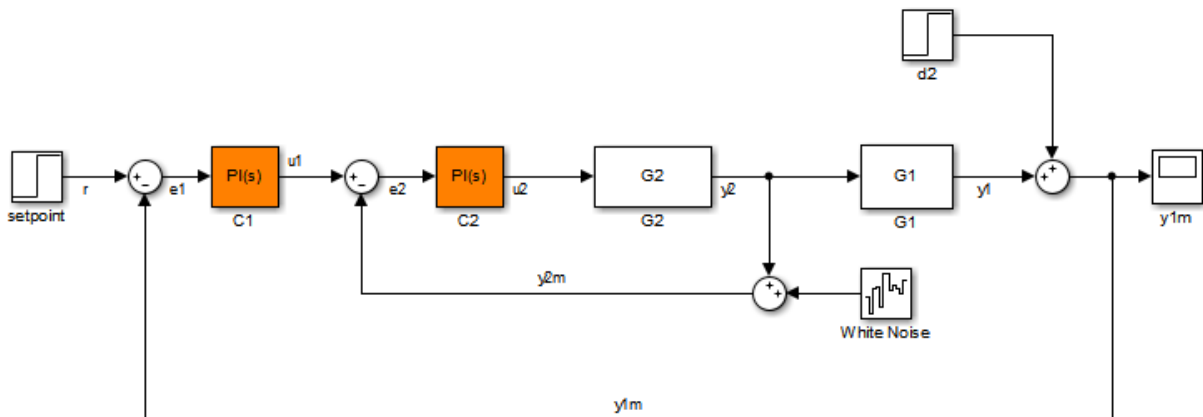 d2
setpoint
r
e1
PI(s)
C1
u1
e2
PI(s)
C2
u2
G2
G2
y2
G1
G1
y1
y1m
y2m
White Noise
y1m